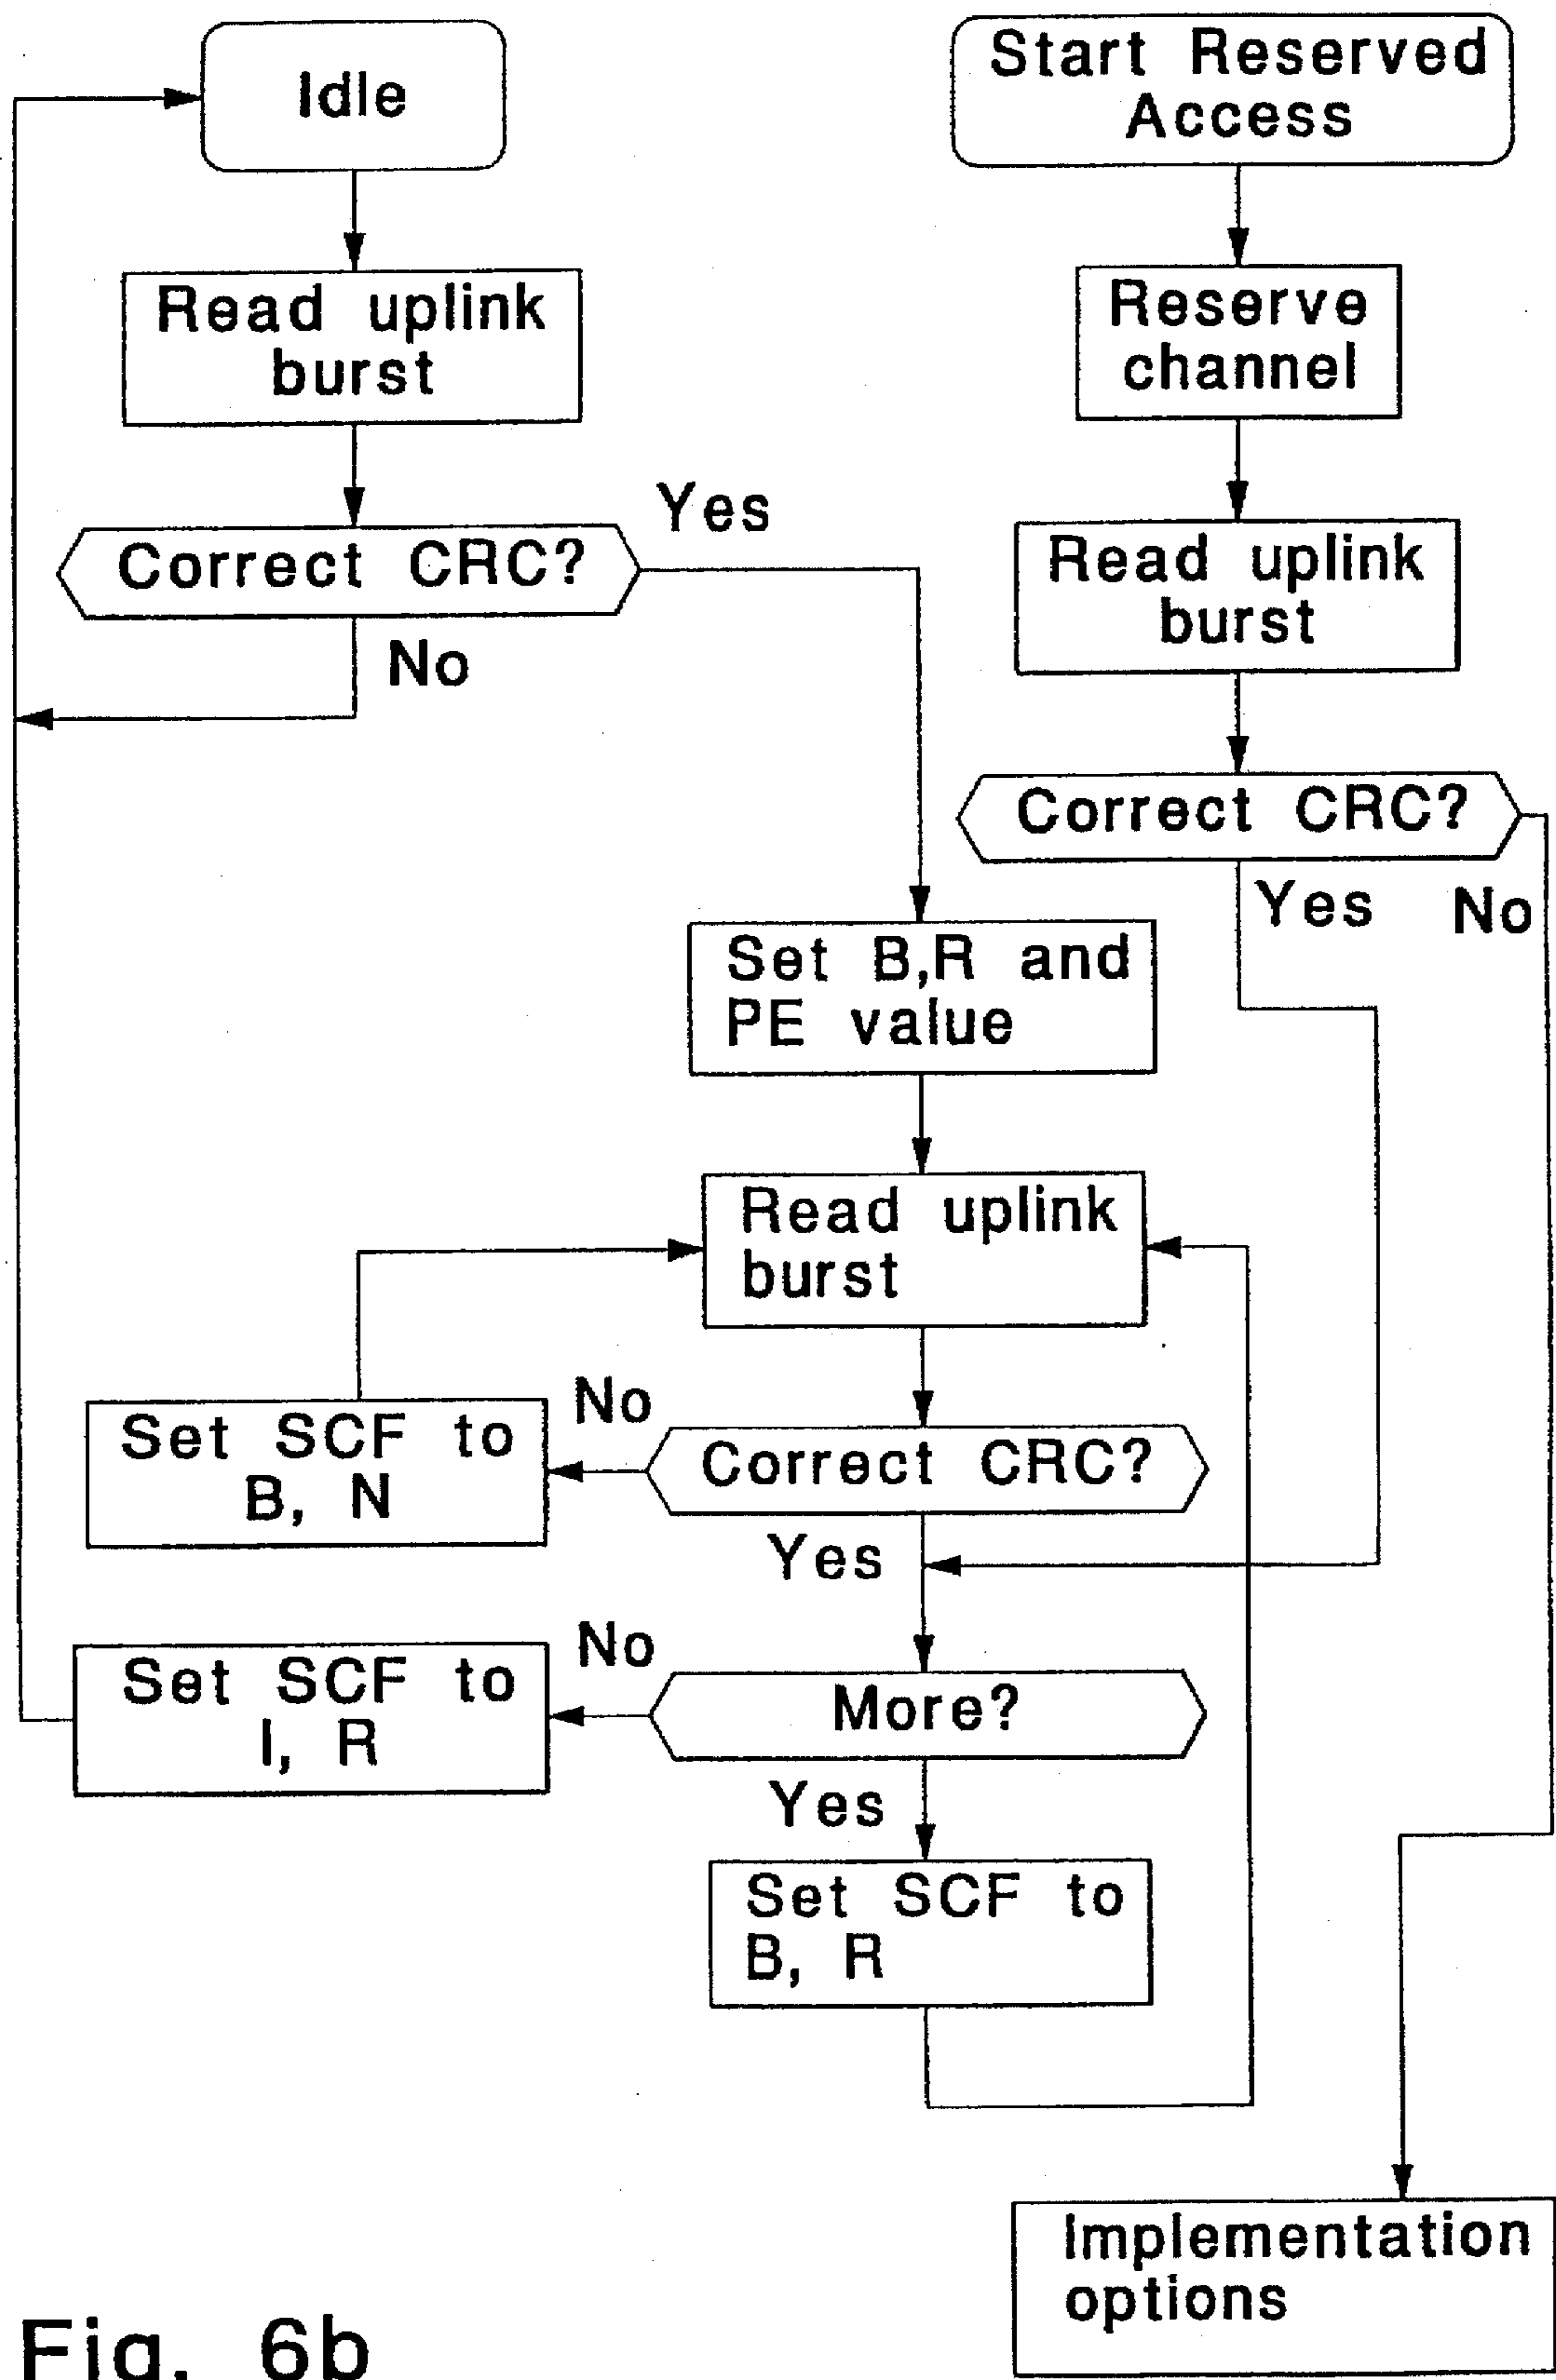 Idle
Start Reserved
Access
Read uplink
burst
Reserve
channel
Correct CRC?
Yes
No
Read uplink
burst
Correct CRC?
Yes
No
Set B,R and
PE value
Read uplink
burst
Set SCF to
B, N
No
Correct CRC?
Yes
Set SCF to
I, R
No
More?
Yes
Set SCF to
B, R
Implementation
options
Fig. 6b